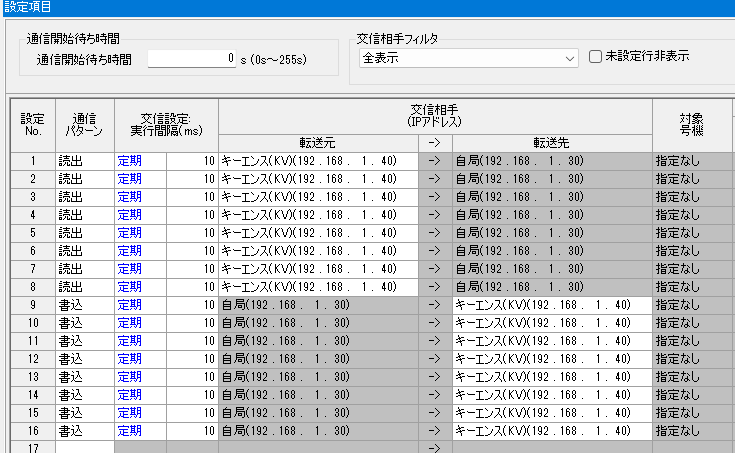 設定項目
通信開始待ち時間
通信開始待ち時間 0 s (0s～255s)
交信相手フィルタ
全表示
未設定行非表示
設定 No. 通信 パターン 交信設定: 実行間隔(ms) 交信相手 (IPアドレス) 対象 号機
転送元 -> 転送先
1 読出 定期 10 キーエンス(KV)(192.168. 1. 40) -> 自局(192.168. 1. 30) 指定なし
2 読出 定期 10 キーエンス(KV)(192.168. 1. 40) -> 自局(192.168. 1. 30) 指定なし
3 読出 定期 10 キーエンス(KV)(192.168. 1. 40) -> 自局(192.168. 1. 30) 指定なし
4 読出 定期 10 キーエンス(KV)(192.168. 1. 40) -> 自局(192.168. 1. 30) 指定なし
5 読出 定期 10 キーエンス(KV)(192.168. 1. 40) -> 自局(192.168. 1. 30) 指定なし
6 読出 定期 10 キーエンス(KV)(192.168. 1. 40) -> 自局(192.168. 1. 30) 指定なし
7 読出 定期 10 キーエンス(KV)(192.168. 1. 40) -> 自局(192.168. 1. 30) 指定なし
8 読出 定期 10 キーエンス(KV)(192.168. 1. 40) -> 自局(192.168. 1. 30) 指定なし
9 書込 定期 10 自局(192.168. 1. 30) -> キーエンス(KV)(192.168. 1. 40) 指定なし
10 書込 定期 10 自局(192.168. 1. 30) -> キーエンス(KV)(192.168. 1. 40) 指定なし
11 書込 定期 10 自局(192.168. 1. 30) -> キーエンス(KV)(192.168. 1. 40) 指定なし
12 書込 定期 10 自局(192.168. 1. 30) -> キーエンス(KV)(192.168. 1. 40) 指定なし
13 書込 定期 10 自局(192.168. 1. 30) -> キーエンス(KV)(192.168. 1. 40) 指定なし
14 書込 定期 10 自局(192.168. 1. 30) -> キーエンス(KV)(192.168. 1. 40) 指定なし
15 書込 定期 10 自局(192.168. 1. 30) -> キーエンス(KV)(192.168. 1. 40) 指定なし
16 書込 定期 10 自局(192.168. 1. 30) -> キーエンス(KV)(192.168. 1. 40) 指定なし
17 ->